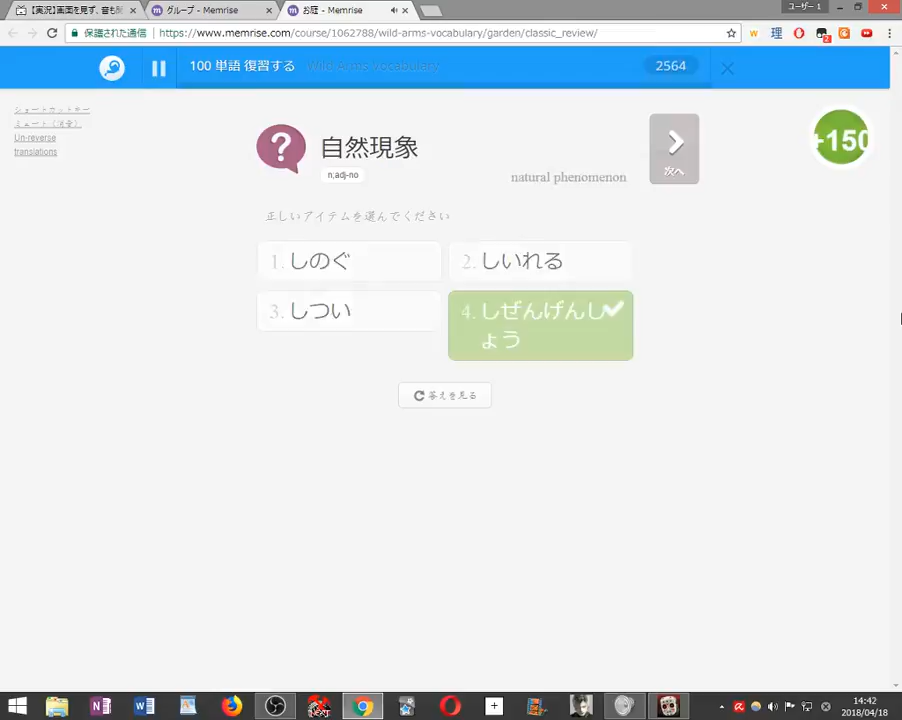 【実況】画面を見ず、音も
グループ - Memrise
お庭 - Memrise
ユーザー 1
保護された通信
https://www.memrise.com/course/1062788/wild-arms-vocabulary/garden/classic_review/
100 単語 復習する
Wild Arms Vocabulary
2564
ショートカットキー
ミュート（消音）
Un-reverse
translations
自然現象
n;adj-no
natural phenomenon
次へ
+150
正しいアイテムを選んでください
1. しのぐ
2. しいれる
3. しつい
4. しぜんげんし
ょう
答えを見る
14:42
2018/04/18